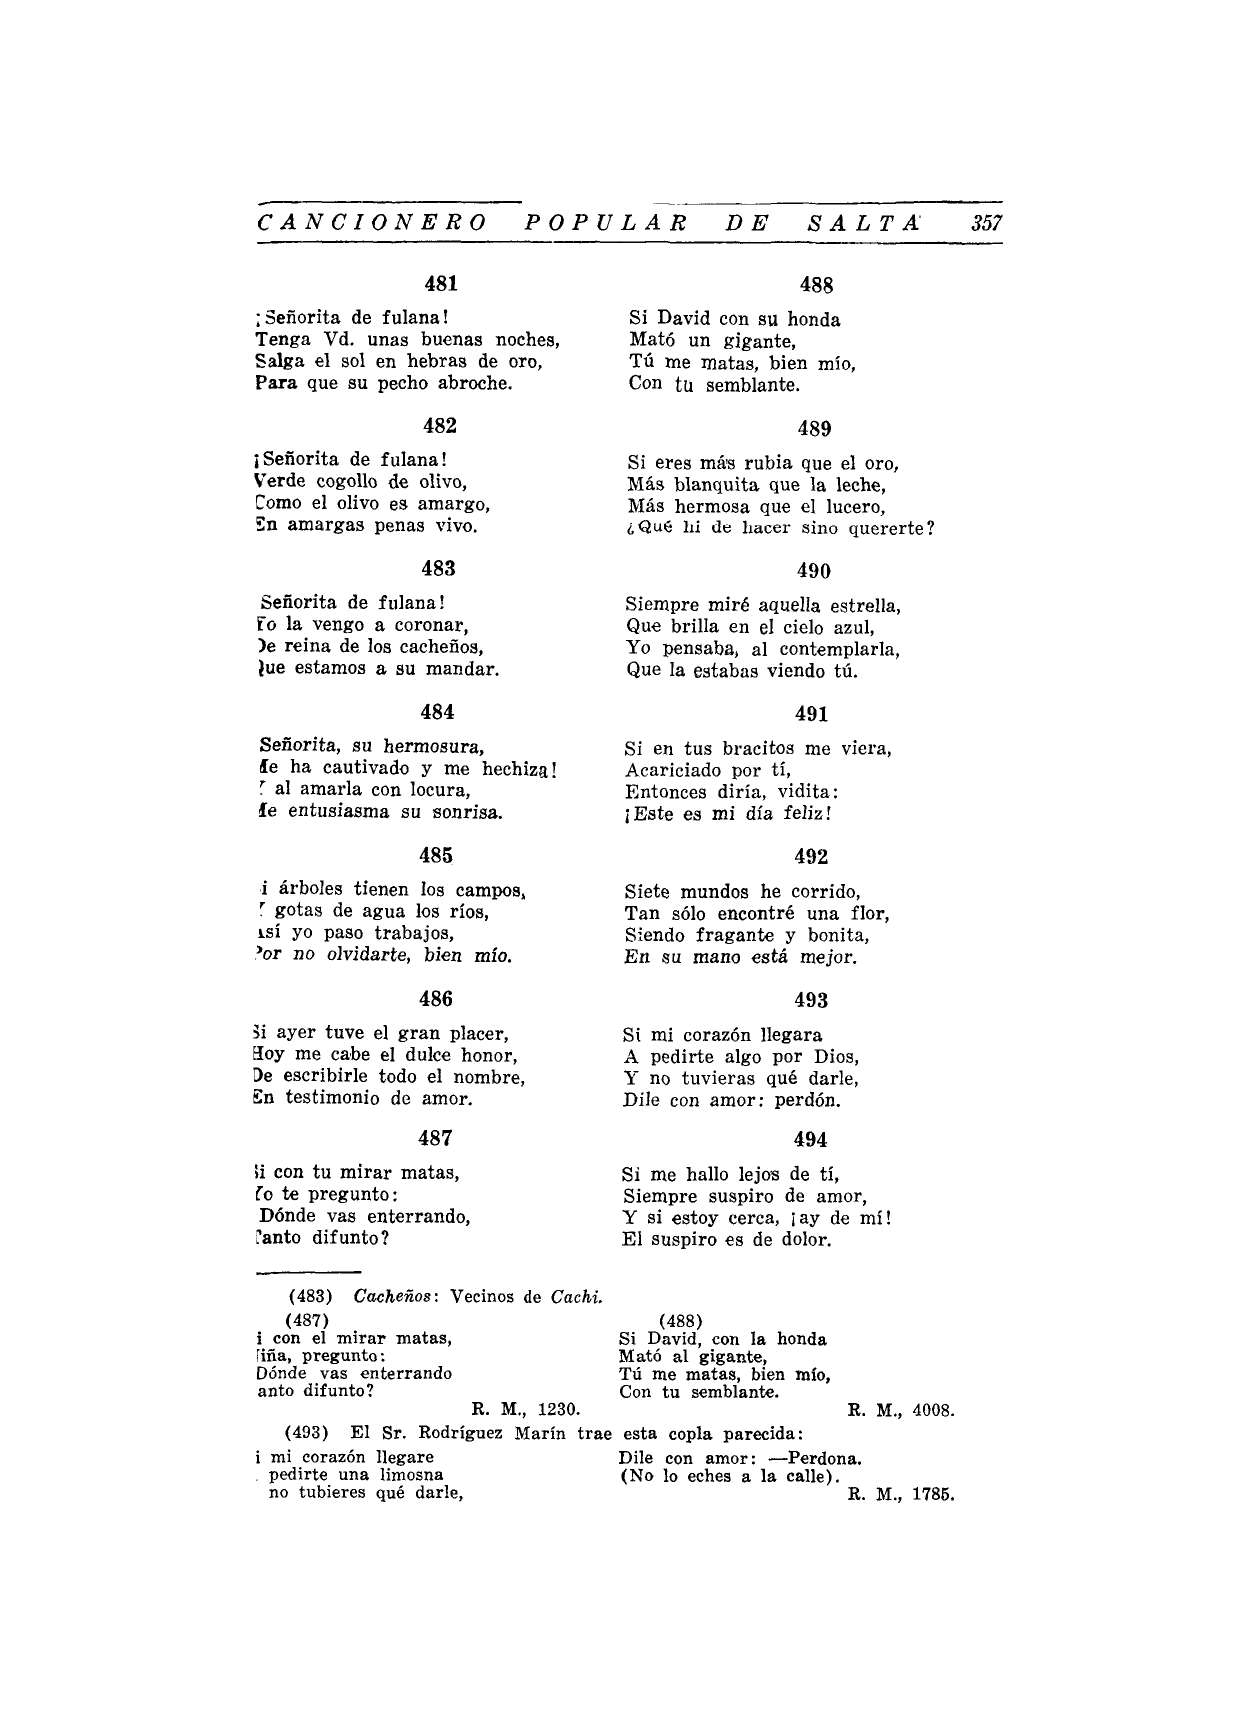 CANCIONERO POPULAR DE SALTA 357
481
¡Señorita de fulana!
Tenga Vd. unas buenas noches,
Salga el sol en hebras de oro,
Para que su pecho abroche.
482
¡Señorita de fulana!
Verde cogollo de olivo,
Como el olivo es amargo,
En amargas penas vivo.
483
Señorita de fulana!
Yo la vengo a coronar,
De reina de los cacheños,
Que estamos a su mandar.
484
Señorita, su hermosura,
Me ha cautivado y me hechiza!
Y al amarla con locura,
Me entusiasma su sonrisa.
485
i árboles tienen los campos,
Y gotas de agua los ríos,
Así yo paso trabajos,
Por no olvidarte, bien mío.
486
Si ayer tuve el gran placer,
Hoy me cabe el dulce honor,
De escribirle todo el nombre,
En testimonio de amor.
487
Si con tu mirar matas,
Yo te pregunto:
Dónde vas enterrando,
Tanto difunto?
488
Si David con su honda
Mató un gigante,
Tú me matas, bien mío,
Con tu semblante.
489
Si eres más rubia que el oro,
Más blanquita que la leche,
Más hermosa que el lucero,
¿Qué hi de hacer sino quererte?
490
Siempre miré aquella estrella,
Que brilla en el cielo azul,
Yo pensaba, al contemplarla,
Que la estabas viendo tú.
491
Si en tus bracitos me viera,
Acariciado por tí,
Entonces diría, vidita:
¡Este es mi día feliz!
492
Siete mundos he corrido,
Tan sólo encontré una flor,
Siendo fragante y bonita,
En su mano está mejor.
493
Si mi corazón llegara
A pedirte algo por Dios,
Y no tuvieras qué darle,
Dile con amor: perdón.
494
Si me hallo lejos de tí,
Siempre suspiro de amor,
Y si estoy cerca, ¡ay de mí!
El suspiro es de dolor.
(483) Cacheños: Vecinos de Cachi.
(487)
i con el mirar matas,
iña, pregunto:
Dónde vas enterrando
anto difunto?
R. M., 1230.
(488)
Si David, con la honda
Mató al gigante,
Tú me matas, bien mío,
Con tu semblante.
R. M., 4008.
(493) El Sr. Rodríguez Marín trae esta copla parecida:
i mi corazón llegare
pedirte una limosna
no tubieres qué darle,
Dile con amor: —Perdona.
(No lo eches a la calle).
R. M., 1785.